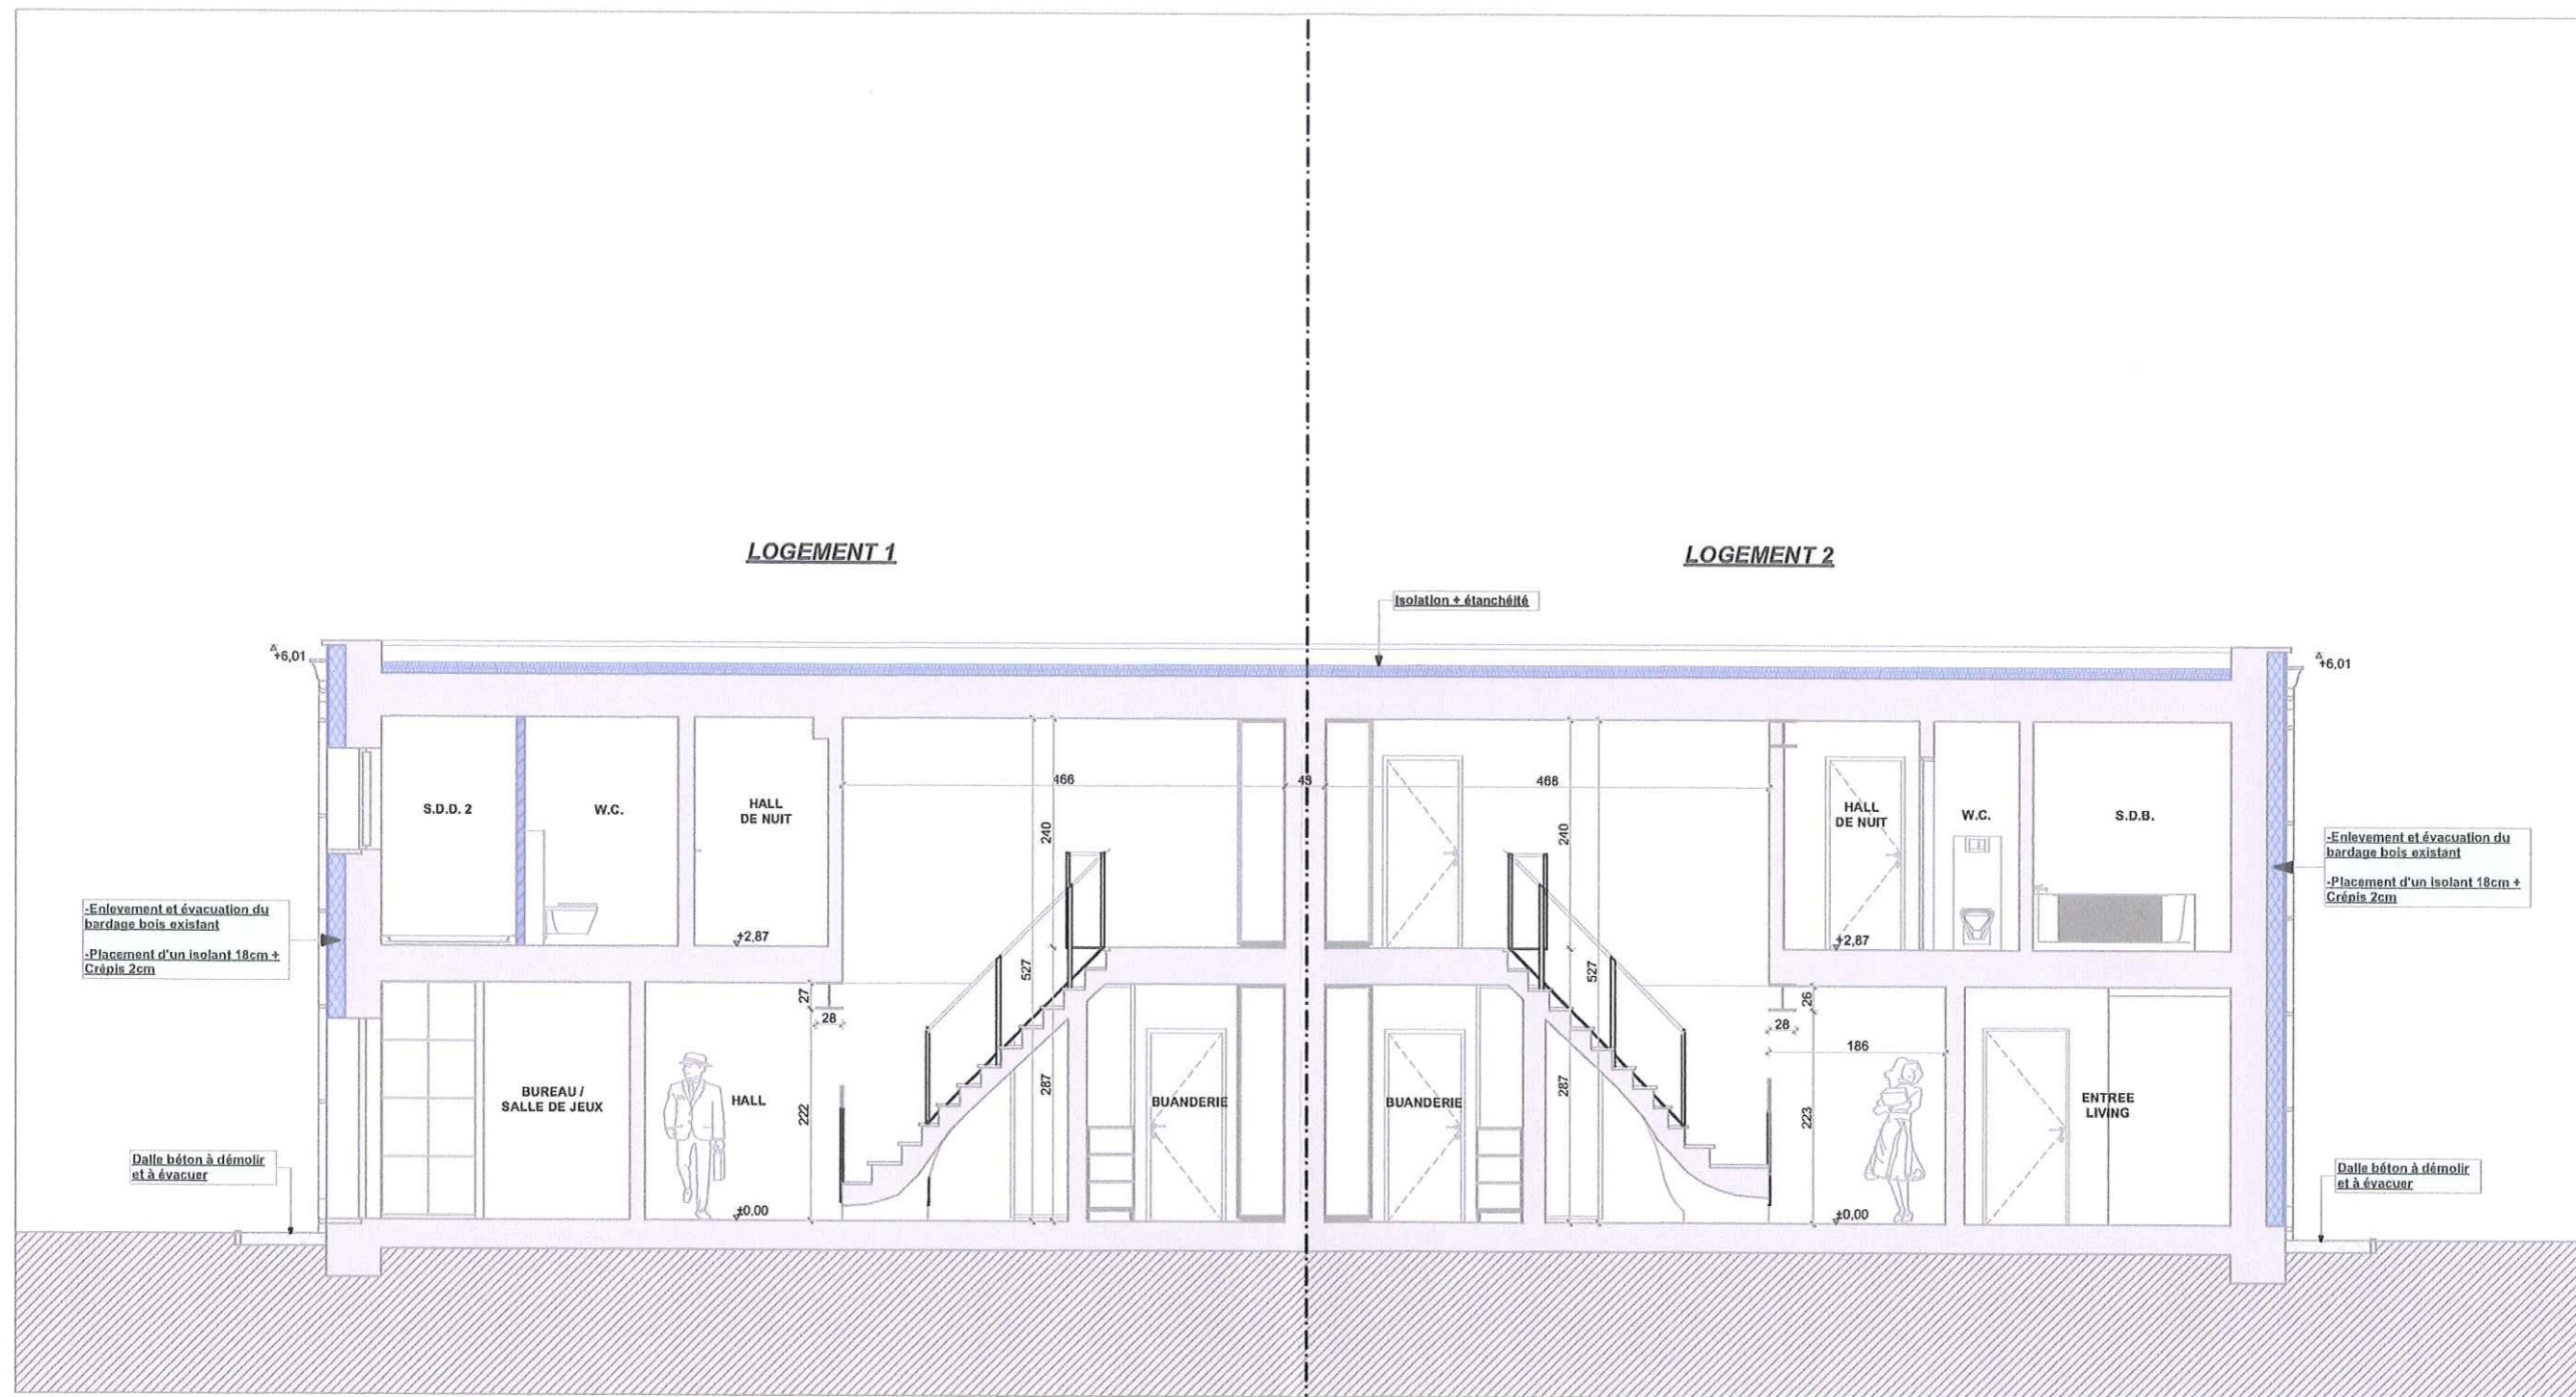 LOGEMENT 1
LOGEMENT 2
Isolation + étanchéité
+6,01
+6,01
466
43
468
S.D.D. 2
W.C.
HALL
DE NUIT
240
240
HALL
DE NUIT
W.C.
S.D.B.
-Enlevement et évacuation du
bardage bois existant
-Placement d'un isolant 18cm +
Crépis 2cm
-Enlevement et évacuation du
bardage bois existant
-Placement d'un isolant 18cm +
Crépis 2cm
+2,87
+2,87
527
527
27
28
26
28
186
BUREAU /
SALLE DE JEUX
HALL
222
287
BUANDERIE
BUANDERIE
287
223
ENTREE
LIVING
Dalle béton à démolir
et à évacuer
Dalle béton à démolir
et à évacuer
±0.00
±0,00